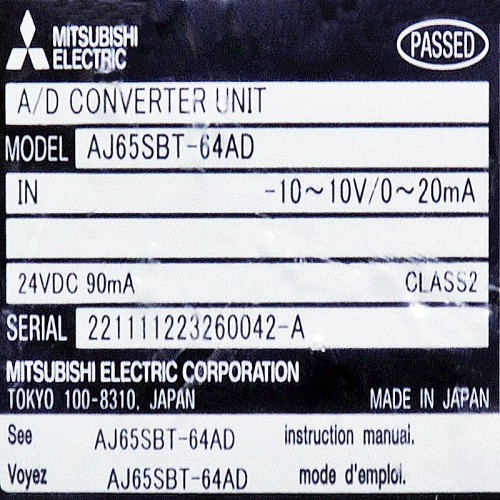 MITSUBISHI
ELECTRIC
PASSED
A/D CONVERTER UNIT
MODEL AJ65SBT-64AD
IN -10~10V/0~20mA
24VDC 90mA CLASS2
SERIAL 221111223260042-A
MITSUBISHI ELECTRIC CORPORATION
TOKYO 100-8310, JAPAN MADE IN JAPAN
See AJ65SBT-64AD instruction manual.
Voyez AJ65SBT-64AD mode d'emploi.